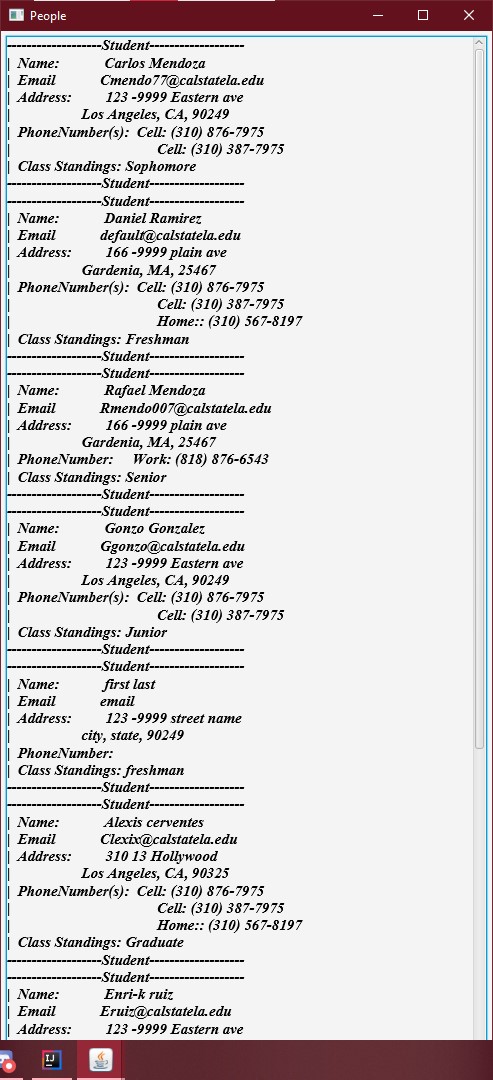 People
--------------------Student--------------------
| Name: Carlos Mendoza
| Email Cmendo77@calstatela.edu
| Address: 123 -9999 Eastern ave
| Los Angeles, CA, 90249
| PhoneNumber(s): Cell: (310) 876-7975
| Cell: (310) 387-7975
| Class Standings: Sophomore
--------------------Student--------------------
--------------------Student--------------------
| Name: Daniel Ramirez
| Email default@calstatela.edu
| Address: 166 -9999 plain ave
| Gardenia, MA, 25467
| PhoneNumber(s): Cell: (310) 876-7975
| Cell: (310) 387-7975
| Home:: (310) 567-8197
| Class Standings: Freshman
--------------------Student--------------------
--------------------Student--------------------
| Name: Rafael Mendoza
| Email Rmendo007@calstatela.edu
| Address: 166 -9999 plain ave
| Gardenia, MA, 25467
| PhoneNumber: Work: (818) 876-6543
| Class Standings: Senior
--------------------Student--------------------
--------------------Student--------------------
| Name: Gonzo Gonzalez
| Email Ggonzo@calstatela.edu
| Address: 123 -9999 Eastern ave
| Los Angeles, CA, 90249
| PhoneNumber(s): Cell: (310) 876-7975
| Cell: (310) 387-7975
| Class Standings: Junior
--------------------Student--------------------
--------------------Student--------------------
| Name: first last
| Email email
| Address: 123 -9999 street name
| city, state, 90249
| PhoneNumber:
| Class Standings: freshman
--------------------Student--------------------
--------------------Student--------------------
| Name: Alexis cerventes
| Email Clexix@calstatela.edu
| Address: 310 13 Hollywood
| Los Angeles, CA, 90325
| PhoneNumber(s): Cell: (310) 876-7975
| Cell: (310) 387-7975
| Home:: (310) 567-8197
| Class Standings: Graduate
--------------------Student--------------------
--------------------Student--------------------
| Name: Enri-k ruiz
| Email Eruiz@calstatela.edu
| Address: 123 -9999 Eastern ave
IJ